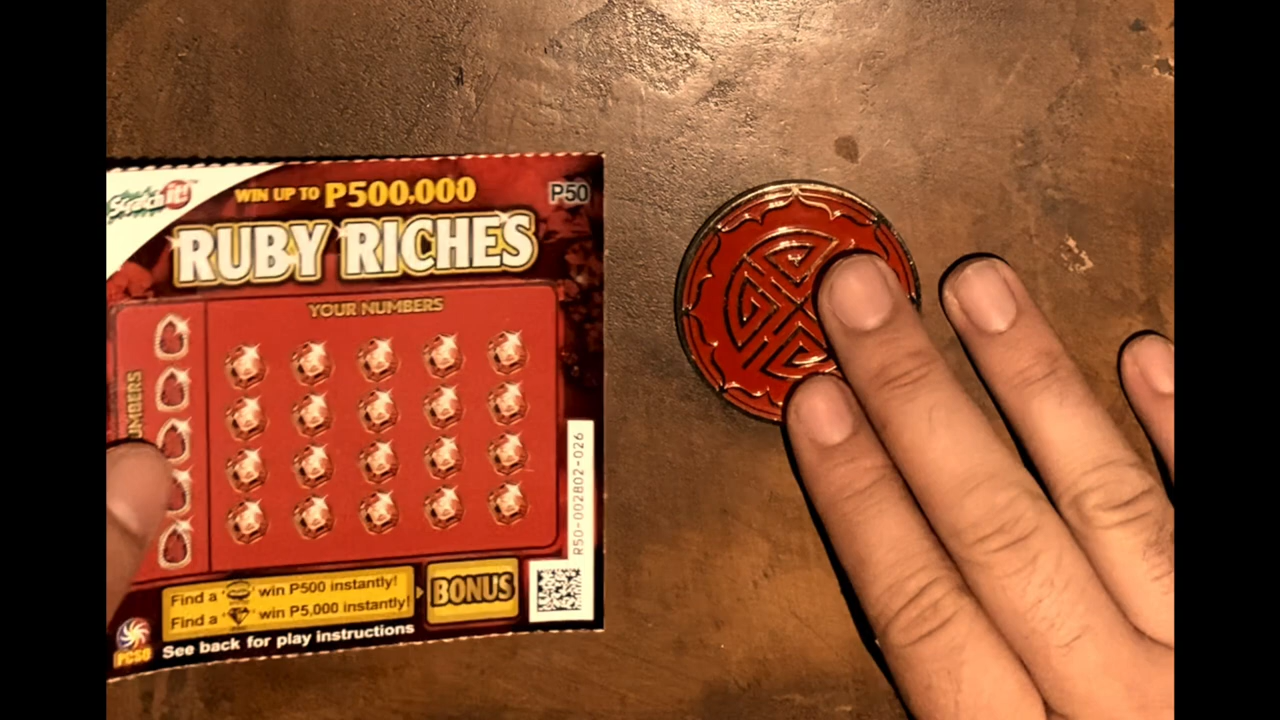 Scratch it!
WIN UP TO P500,000
P50
RUBY RICHES
YOUR NUMBERS
UMBERS
R50-002802-026
Find a '' win P500 instantly!
Find a '' win P5,000 instantly!
BONUS
See back for play instructions
PCSO